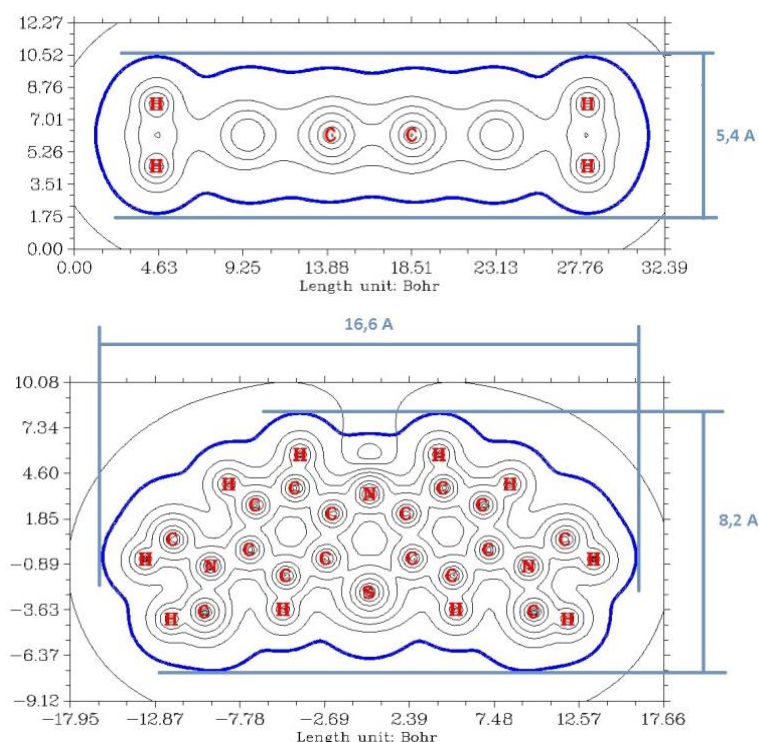 12.27
10.52
8.76
7.01
5.26
3.51
1.75
0.00
H H
C C
H H
5,4 A
0.00 4.63 9.25 13.88 18.51 23.13 27.76 32.39
Length unit: Bohr
16,6 A
10.08
7.34
4.60
1.85
−0.89
−3.63
−6.37
−9.12
H H
H C N C H
C C C C
C C C C C C
H N N H
C C
H C H S H C H
8,2 A
−17.95 −12.87 −7.78 −2.69 2.39 7.48 12.57 17.66
Length unit: Bohr